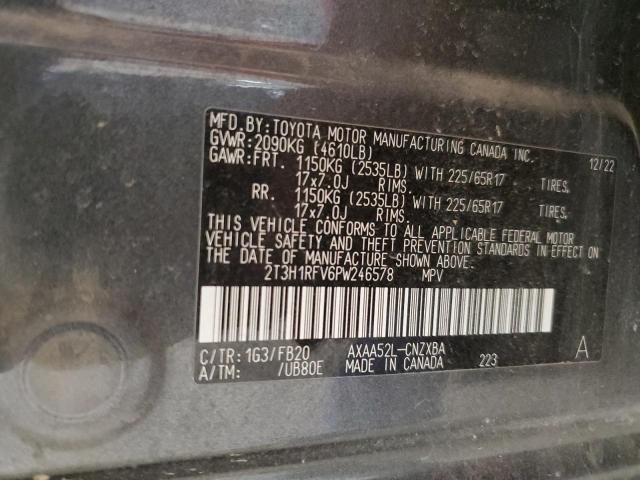 MFD.BY:TOYOTA MOTOR MANUFACTURING CANADA INC. 12/22
GVWR:2090KG (4610LB)
GAWR:FRT. 1150KG (2535LB) WITH 225/65R17 TIRES,
17x7.0J RIMS.
RR. 1150KG (2535LB) WITH 225/65R17 TIRES,
17x7.0J RIMS.
THIS VEHICLE CONFORMS TO ALL APPLICABLE FEDERAL MOTOR
VEHICLE SAFETY AND THEFT PREVENTION STANDARDS IN EFFECT ON
THE DATE OF MANUFACTURE SHOWN ABOVE.
2T3H1RFV6PW246578 MPV
C/TR: 1G3/FB20 AXAA52L-CNZXBA A
A/TM: /UB80E MADE IN CANADA 223